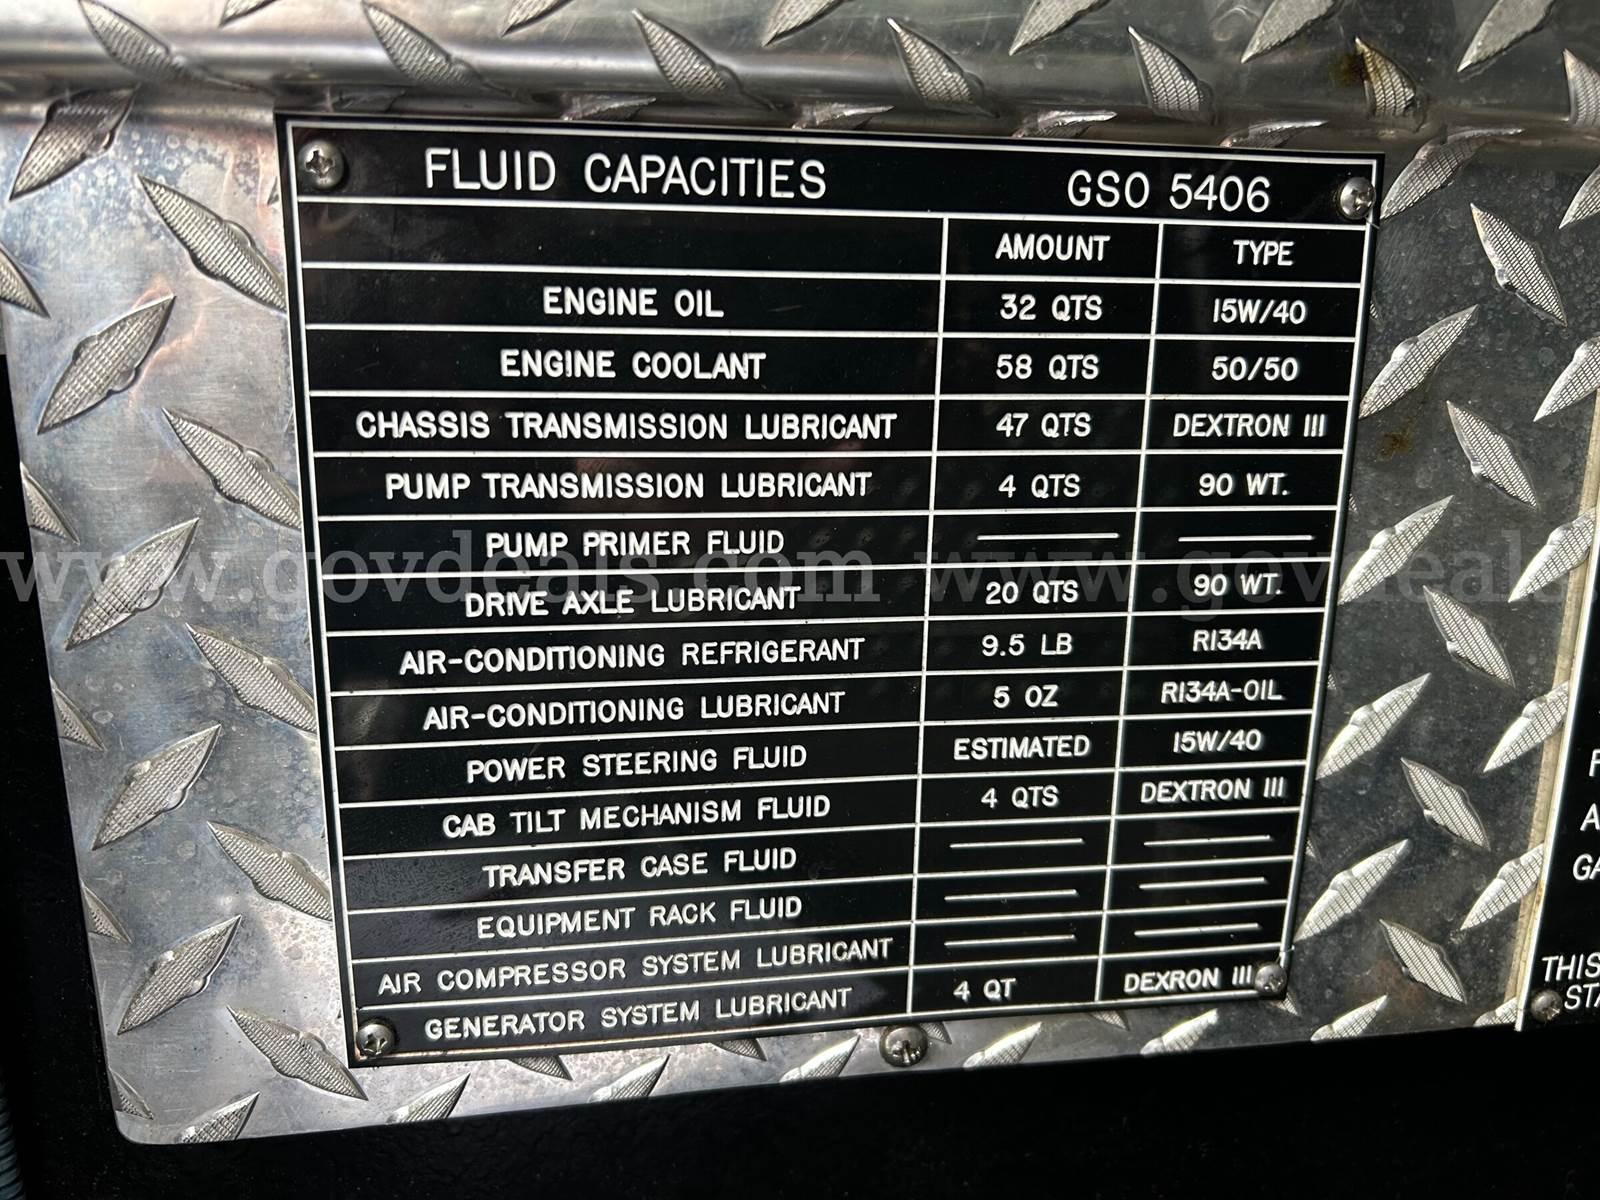 FLUID CAPACITIES GSO 5406
AMOUNT TYPE
ENGINE OIL 32 QTS 15W/40
ENGINE COOLANT 58 QTS 50/50
CHASSIS TRANSMISSION LUBRICANT 47 QTS DEXTRON III
PUMP TRANSMISSION LUBRICANT 4 QTS 90 WT.
PUMP PRIMER FLUID
DRIVE AXLE LUBRICANT 20 QTS 90 WT.
AIR-CONDITIONING REFRIGERANT 9.5 LB R134A
AIR-CONDITIONING LUBRICANT 5 OZ R134A-OIL
POWER STEERING FLUID ESTIMATED 15W/40
CAB TILT MECHANISM FLUID 4 QTS DEXTRON III
TRANSFER CASE FLUID
EQUIPMENT RACK FLUID
AIR COMPRESSOR SYSTEM LUBRICANT
GENERATOR SYSTEM LUBRICANT 4 QT DEXRON III
www.govdeals.com www.govdeals
THIS